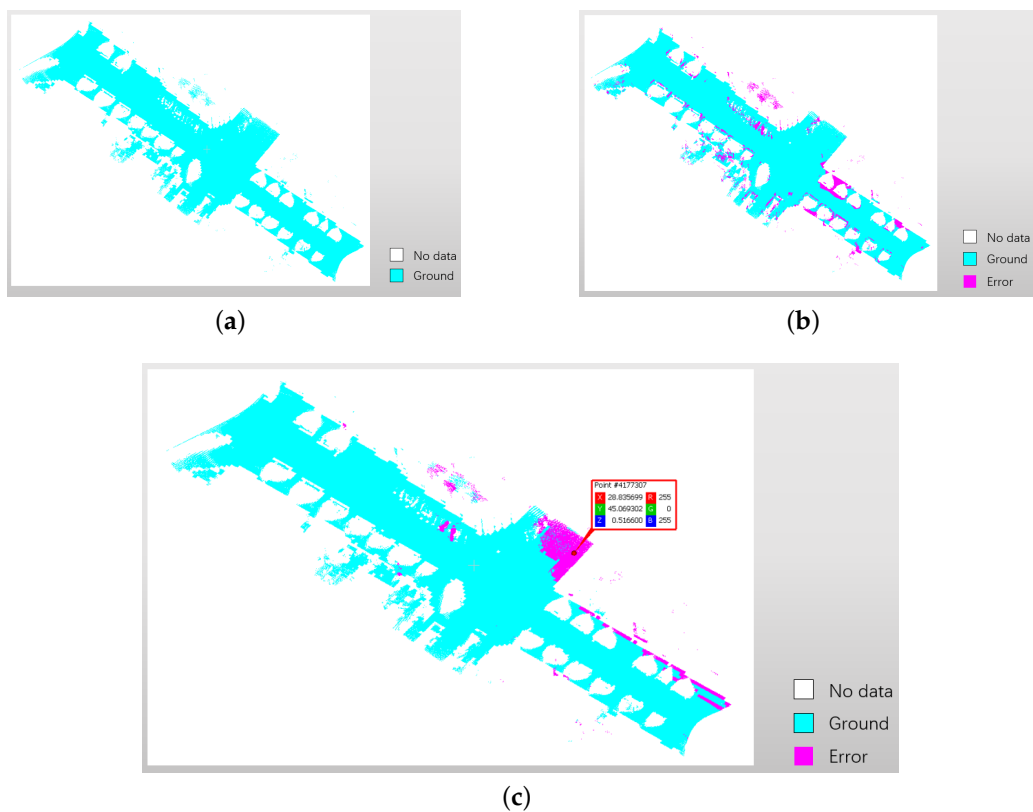 No data
Ground
(a)
No data
Ground
Error
(b)
Point #4177307
X 28.835699 R 255
Y 45.069302 G 0
Z 0.516600 B 255
No data
Ground
Error
(c)